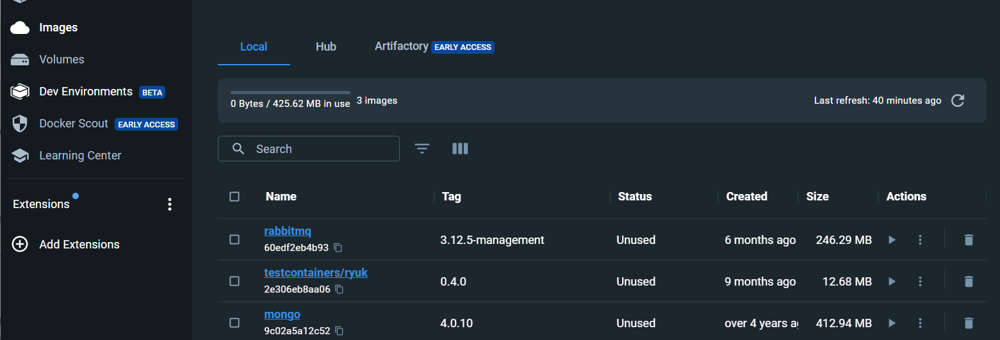 Images
Volumes
Dev Environments BETA
Docker Scout EARLY ACCESS
Learning Center
Extensions
Add Extensions
Local Hub Artifactory EARLY ACCESS
0 Bytes / 425.62 MB in use 3 images Last refresh: 40 minutes ago
Search
Name Tag Status Created Size Actions
rabbitmq
60edf2eb4b93
3.12.5-management Unused 6 months ago 246.29 MB
testcontainers/ryuk
2e306eb8aa06
0.4.0 Unused 9 months ago 12.68 MB
mongo
9c02a5a12c52
4.0.10 Unused over 4 years a 412.94 MB